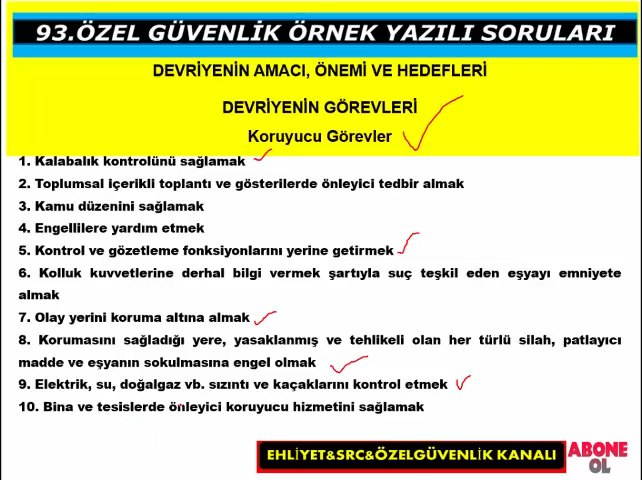 93.ÖZEL GÜVENLİK ÖRNEK YAZILI SORULARI
DEVRİYENİN AMACI, ÖNEMİ VE HEDEFLERİ
DEVRİYENİN GÖREVLERİ
Koruyucu Görevler
1. Kalabalık kontrolünü sağlamak
2. Toplumsal içerikli toplantı ve gösterilerde önleyici tedbir almak
3. Kamu düzenini sağlamak
4. Engellilere yardım etmek
5. Kontrol ve gözetleme fonksiyonlarını yerine getirmek
6. Kolluk kuvvetlerine derhal bilgi vermek şartıyla suç teşkil eden eşyayı emniyete
almak
7. Olay yerini koruma altına almak
8. Korumasını sağladığı yere, yasaklanmış ve tehlikeli olan her türlü silah, patlayıcı
madde ve eşyanın sokulmasına engel olmak
9. Elektrik, su, doğalgaz vb. sızıntı ve kaçaklarını kontrol etmek
10. Bina ve tesislerde önleyici koruyucu hizmetini sağlamak
EHLİYET&SRC&ÖZELGÜVENLİK KANALI
ABONE
OL